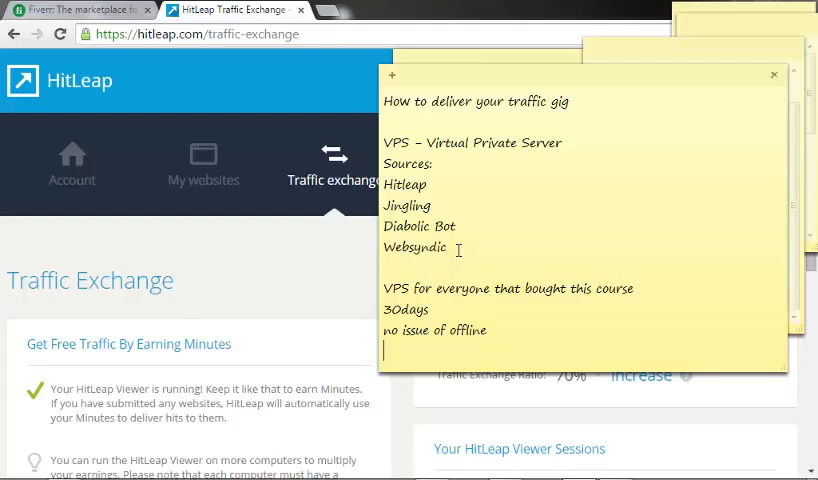 Fiverr: The marketplace fo
HitLeap Traffic Exchange -
https://hitleap.com/traffic-exchange
HitLeap
Account
My websites
Traffic exchange
Traffic Exchange
Get Free Traffic By Earning Minutes
Your HitLeap Viewer is running! Keep it like that to earn Minutes.
If you have submitted any websites, HitLeap will automatically use
your Minutes to deliver hits to them.
You can run the HitLeap Viewer on more computers to multiply
your earnings. Please note that each computer must have a
How to deliver your traffic gig
VPS - Virtual Private Server
Sources:
Hitleap
Jingling
Diabolic Bot
Websyndic
VPS for everyone that bought this course
30days
no issue of offline
Traffic Exchange Ratio: 70% Increase
Your HitLeap Viewer Sessions